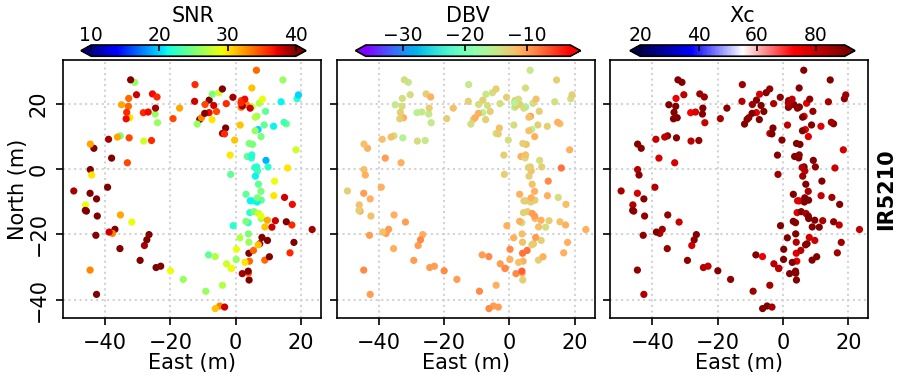 SNR DBV Xc
10 20 30 40 −30 −20 −10 20 40 60 80
20
0
−20
−40
North (m)
−40 −20 0 20 −40 −20 0 20 −40 −20 0 20
East (m) East (m) East (m)
IR5210